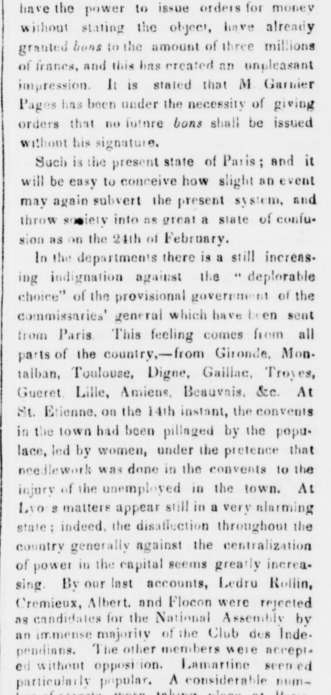 have the power to issue orders for money
without stating the object, have already
granted bons to the amount of three millions
of francs, and this has created an unpleasant
impression. It is stated that M Garnier
Pages has been under the necessity of giving
orders that no future bons shall be issued
without his signature.
Such is the present state of Paris; and it
will be easy to conceive how slight an event
may again subvert the present system, and
throw society into as great a state of confu-
sion as on the 24th of February.
In the departments there is a still increas-
ing indignation against the "deplorable
choice" of the provisional government of the
commissaries' general which have been sent
from Paris. This feeling comes from all
parts of the country,—from Gironde, Mon-
talban, Toulouse, Digne, Gaillac, Troyes,
Gueret, Lille, Amiens, Beauvais, &c. At
St. Etienne, on the 14th instant, the convents
in the town had been pillaged by the popu-
lace, led by women, under the pretence that
needlework was done in the convents to the
injury of the unemployed in the town. At
Lyo s matters appear still in a very alarming
state; indeed, the disaffection throughout the
country generally against the centralization
of power in the capital seems greatly increa-
sing. By our last accounts, Ledru Rollin,
Cremieux, Albert, and Flocon were rejected
as candidates for the National Assembly by
an immense majority of the Club des Inde-
pendians. The other members were accept-
ed without opposition. Lamartine seemed
particularly popular. A considerable num-